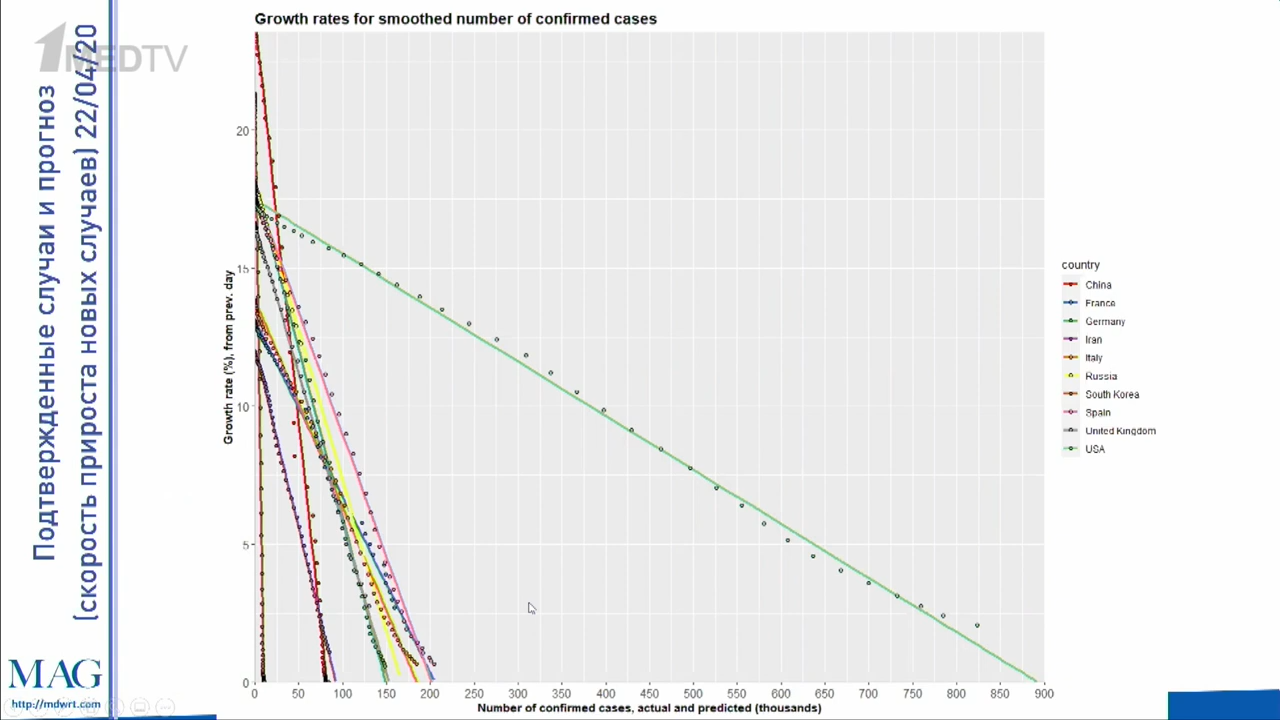 1MEDTV
Подтвержденные случаи и прогноз
(скорость прироста новых случаев) 22/04/20
MAG
http://mdwrt.com
Growth rates for smoothed number of confirmed cases
Growth rate (%), from prev. day
20
15
10
5
0
0 50 100 150 200 250 300 350 400 450 500 550 600 650 700 750 800 850 900
Number of confirmed cases, actual and predicted (thousands)
country
China
France
Germany
Iran
Italy
Russia
South Korea
Spain
United Kingdom
USA